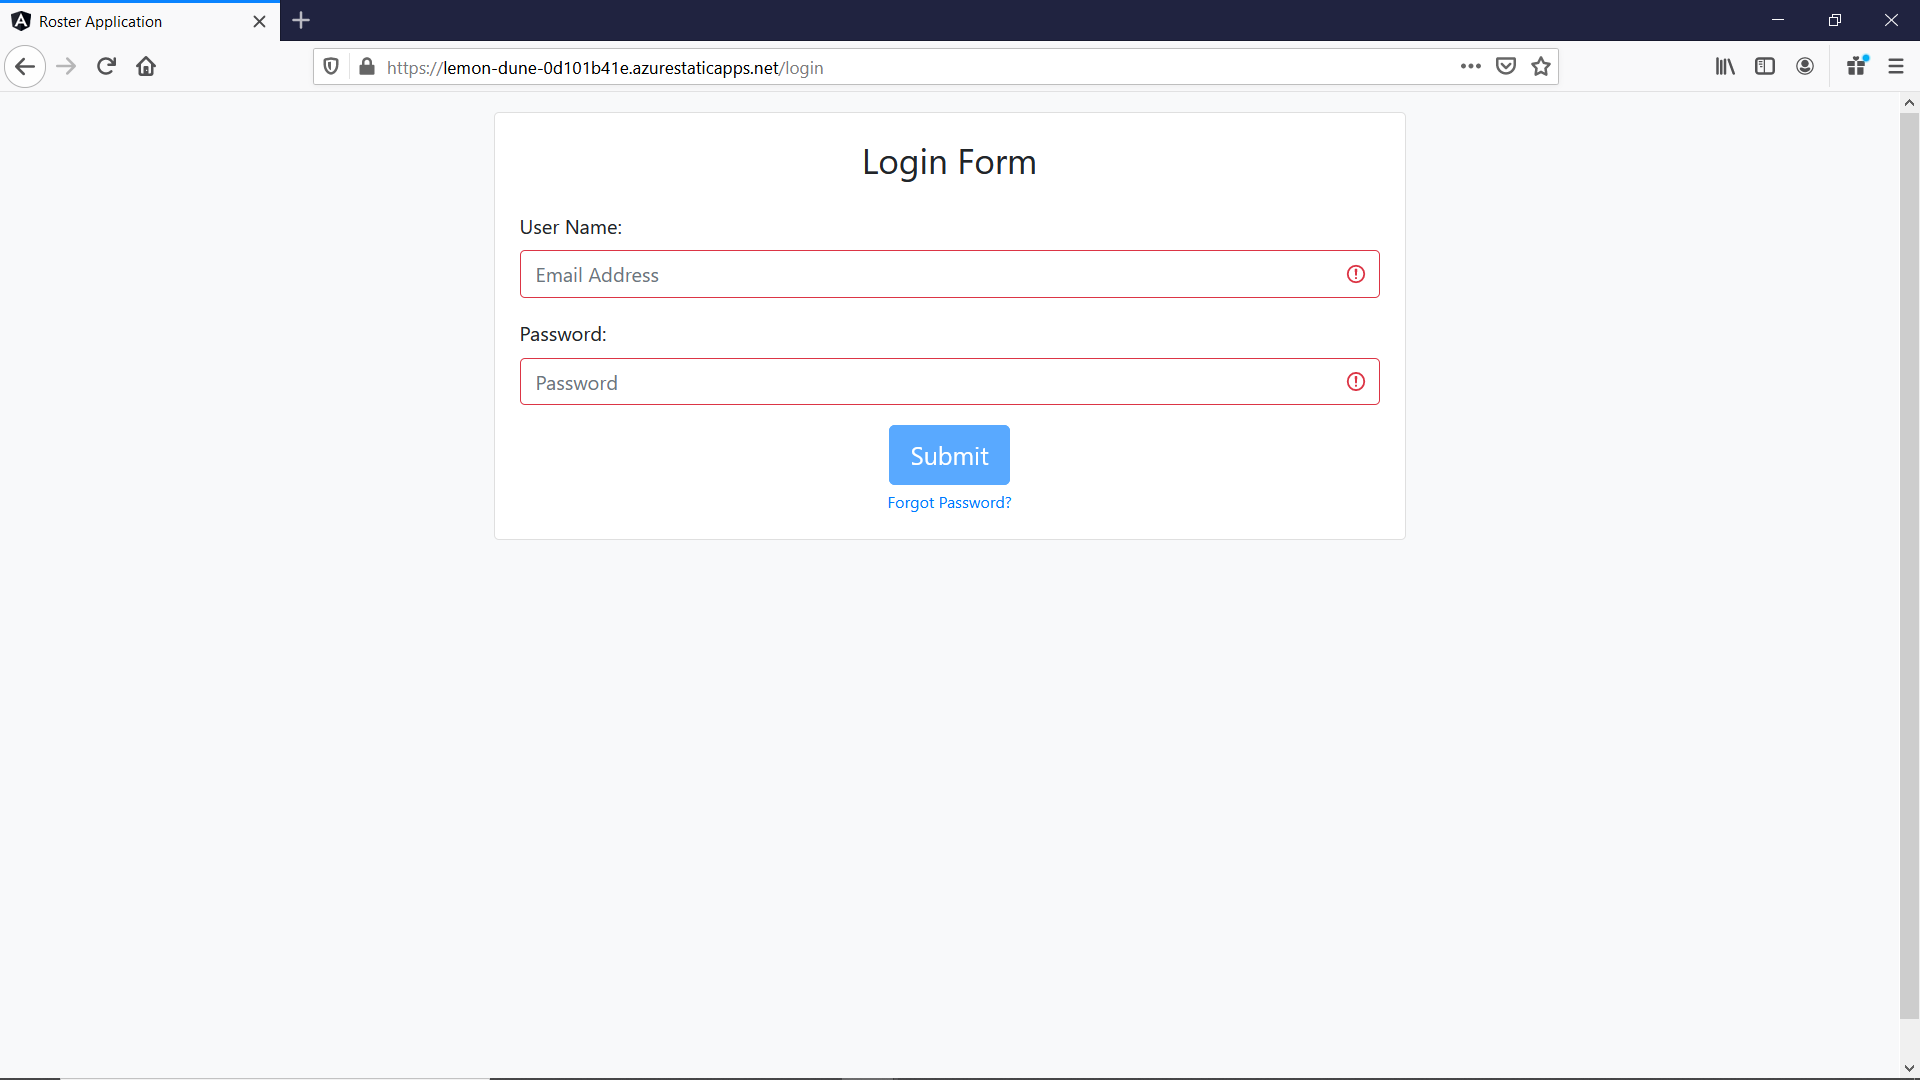 Roster Application
https://lemon-dune-0d101b41e.azurestaticapps.net/login
Login Form
User Name:
Email Address
Password:
Password
Submit
Forgot Password?